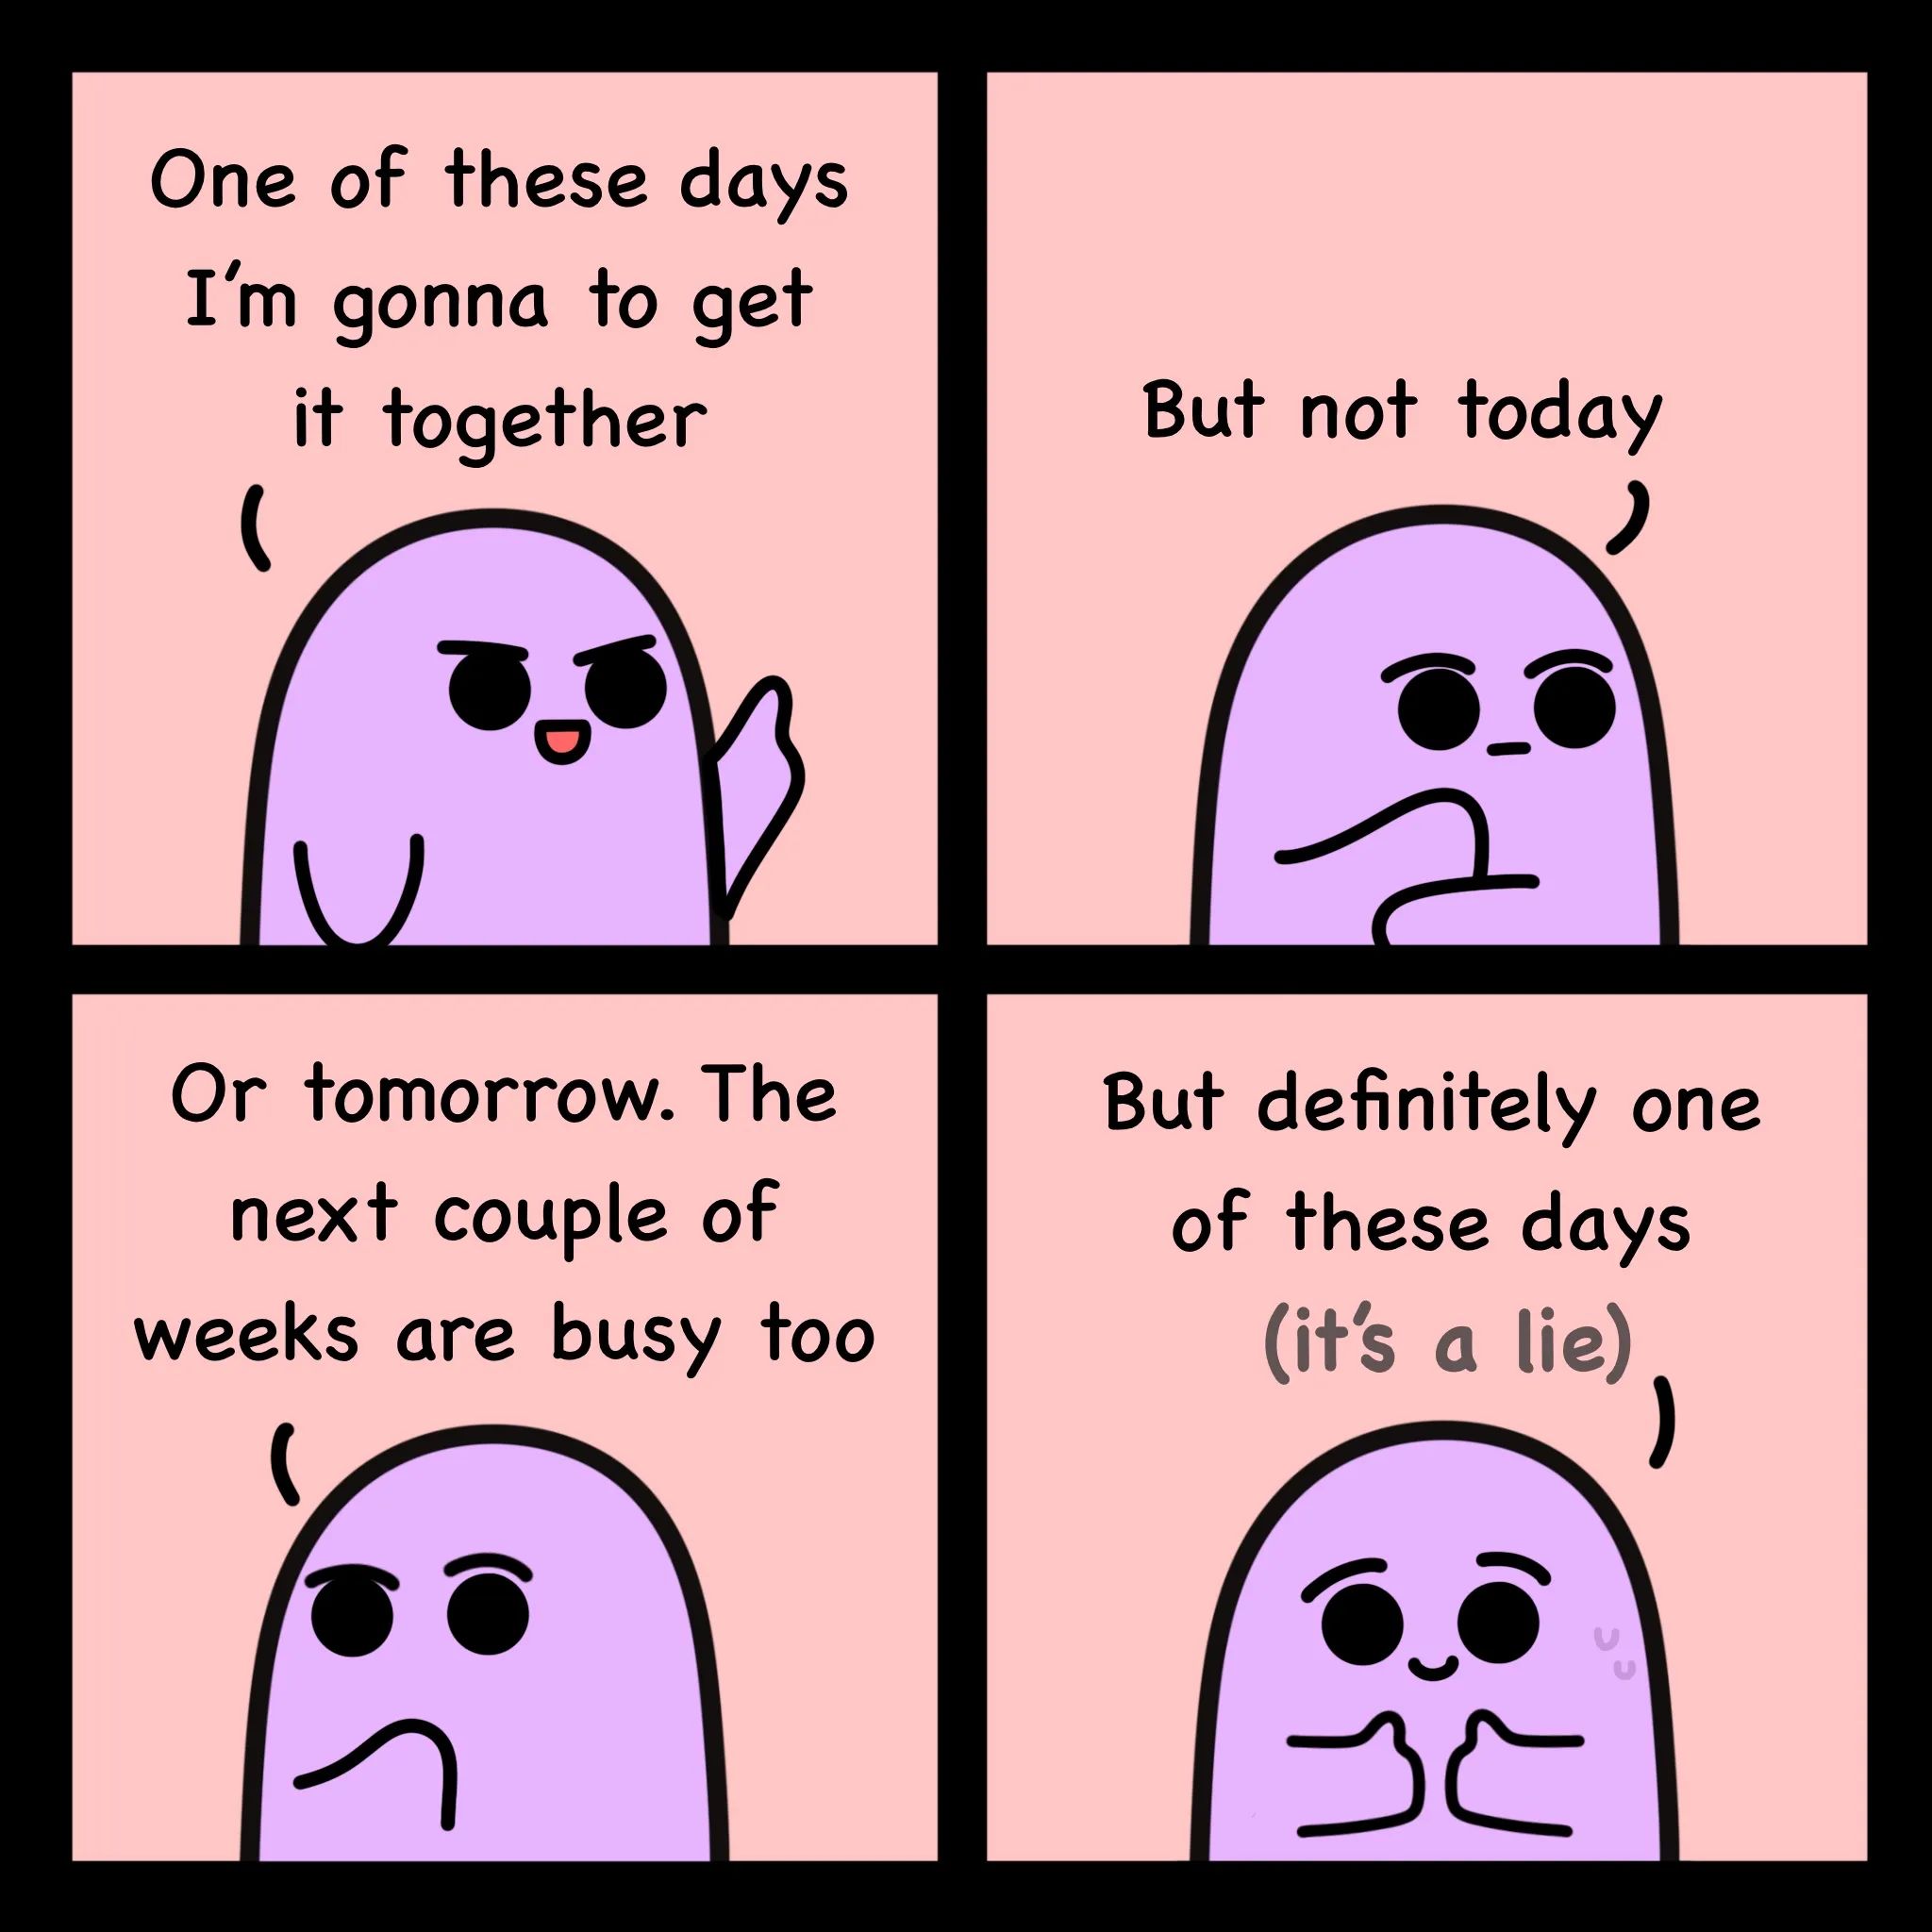 One of these days
I'm gonna to get
it together
But not today
Or tomorrow. The
next couple of
weeks are busy too
But definitely one
of these days
(it's a lie)